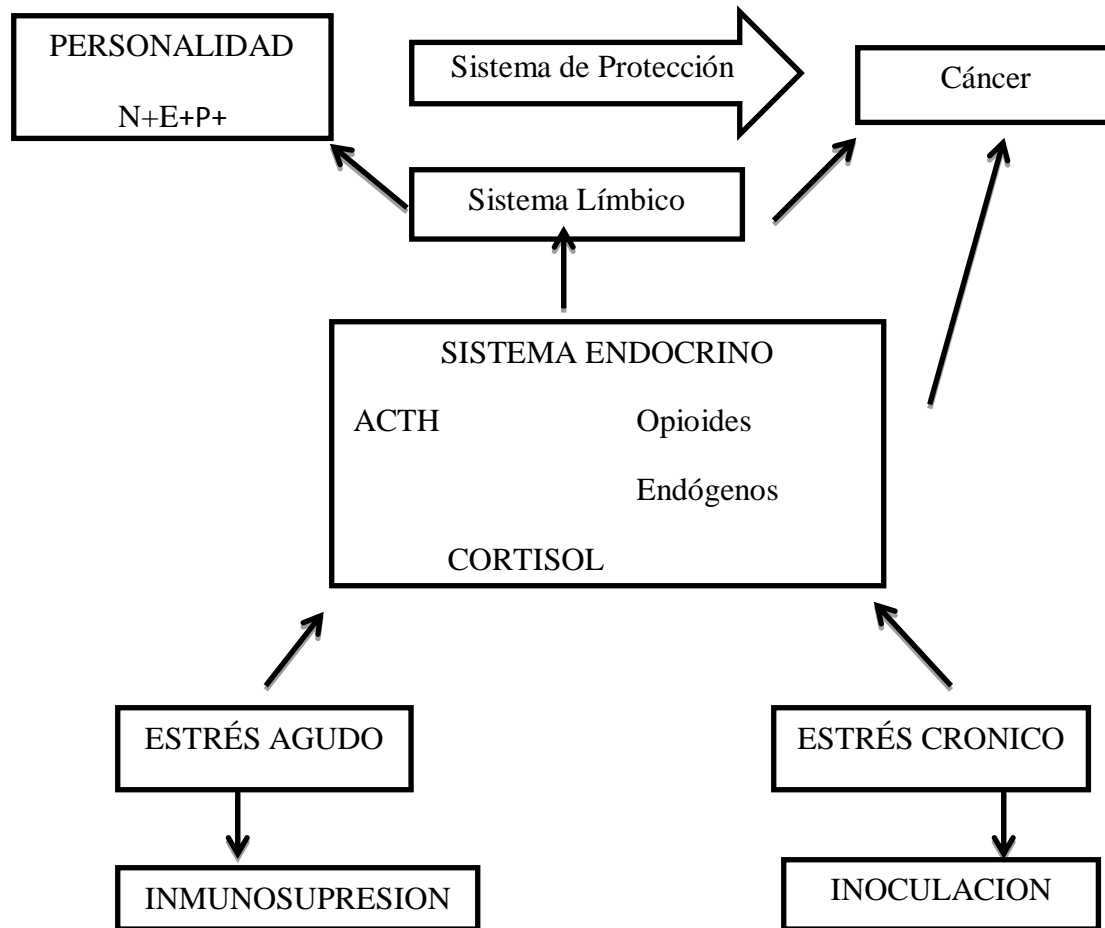 PERSONALIDAD
N+E+P+
Sistema de Protección
Cáncer
Sistema Límbico
SISTEMA ENDOCRINO
ACTH
Opioides
Endógenos
CORTISOL
ESTRÉS AGUDO
ESTRÉS CRONICO
INMUNOSUPRESION
INOCULACION